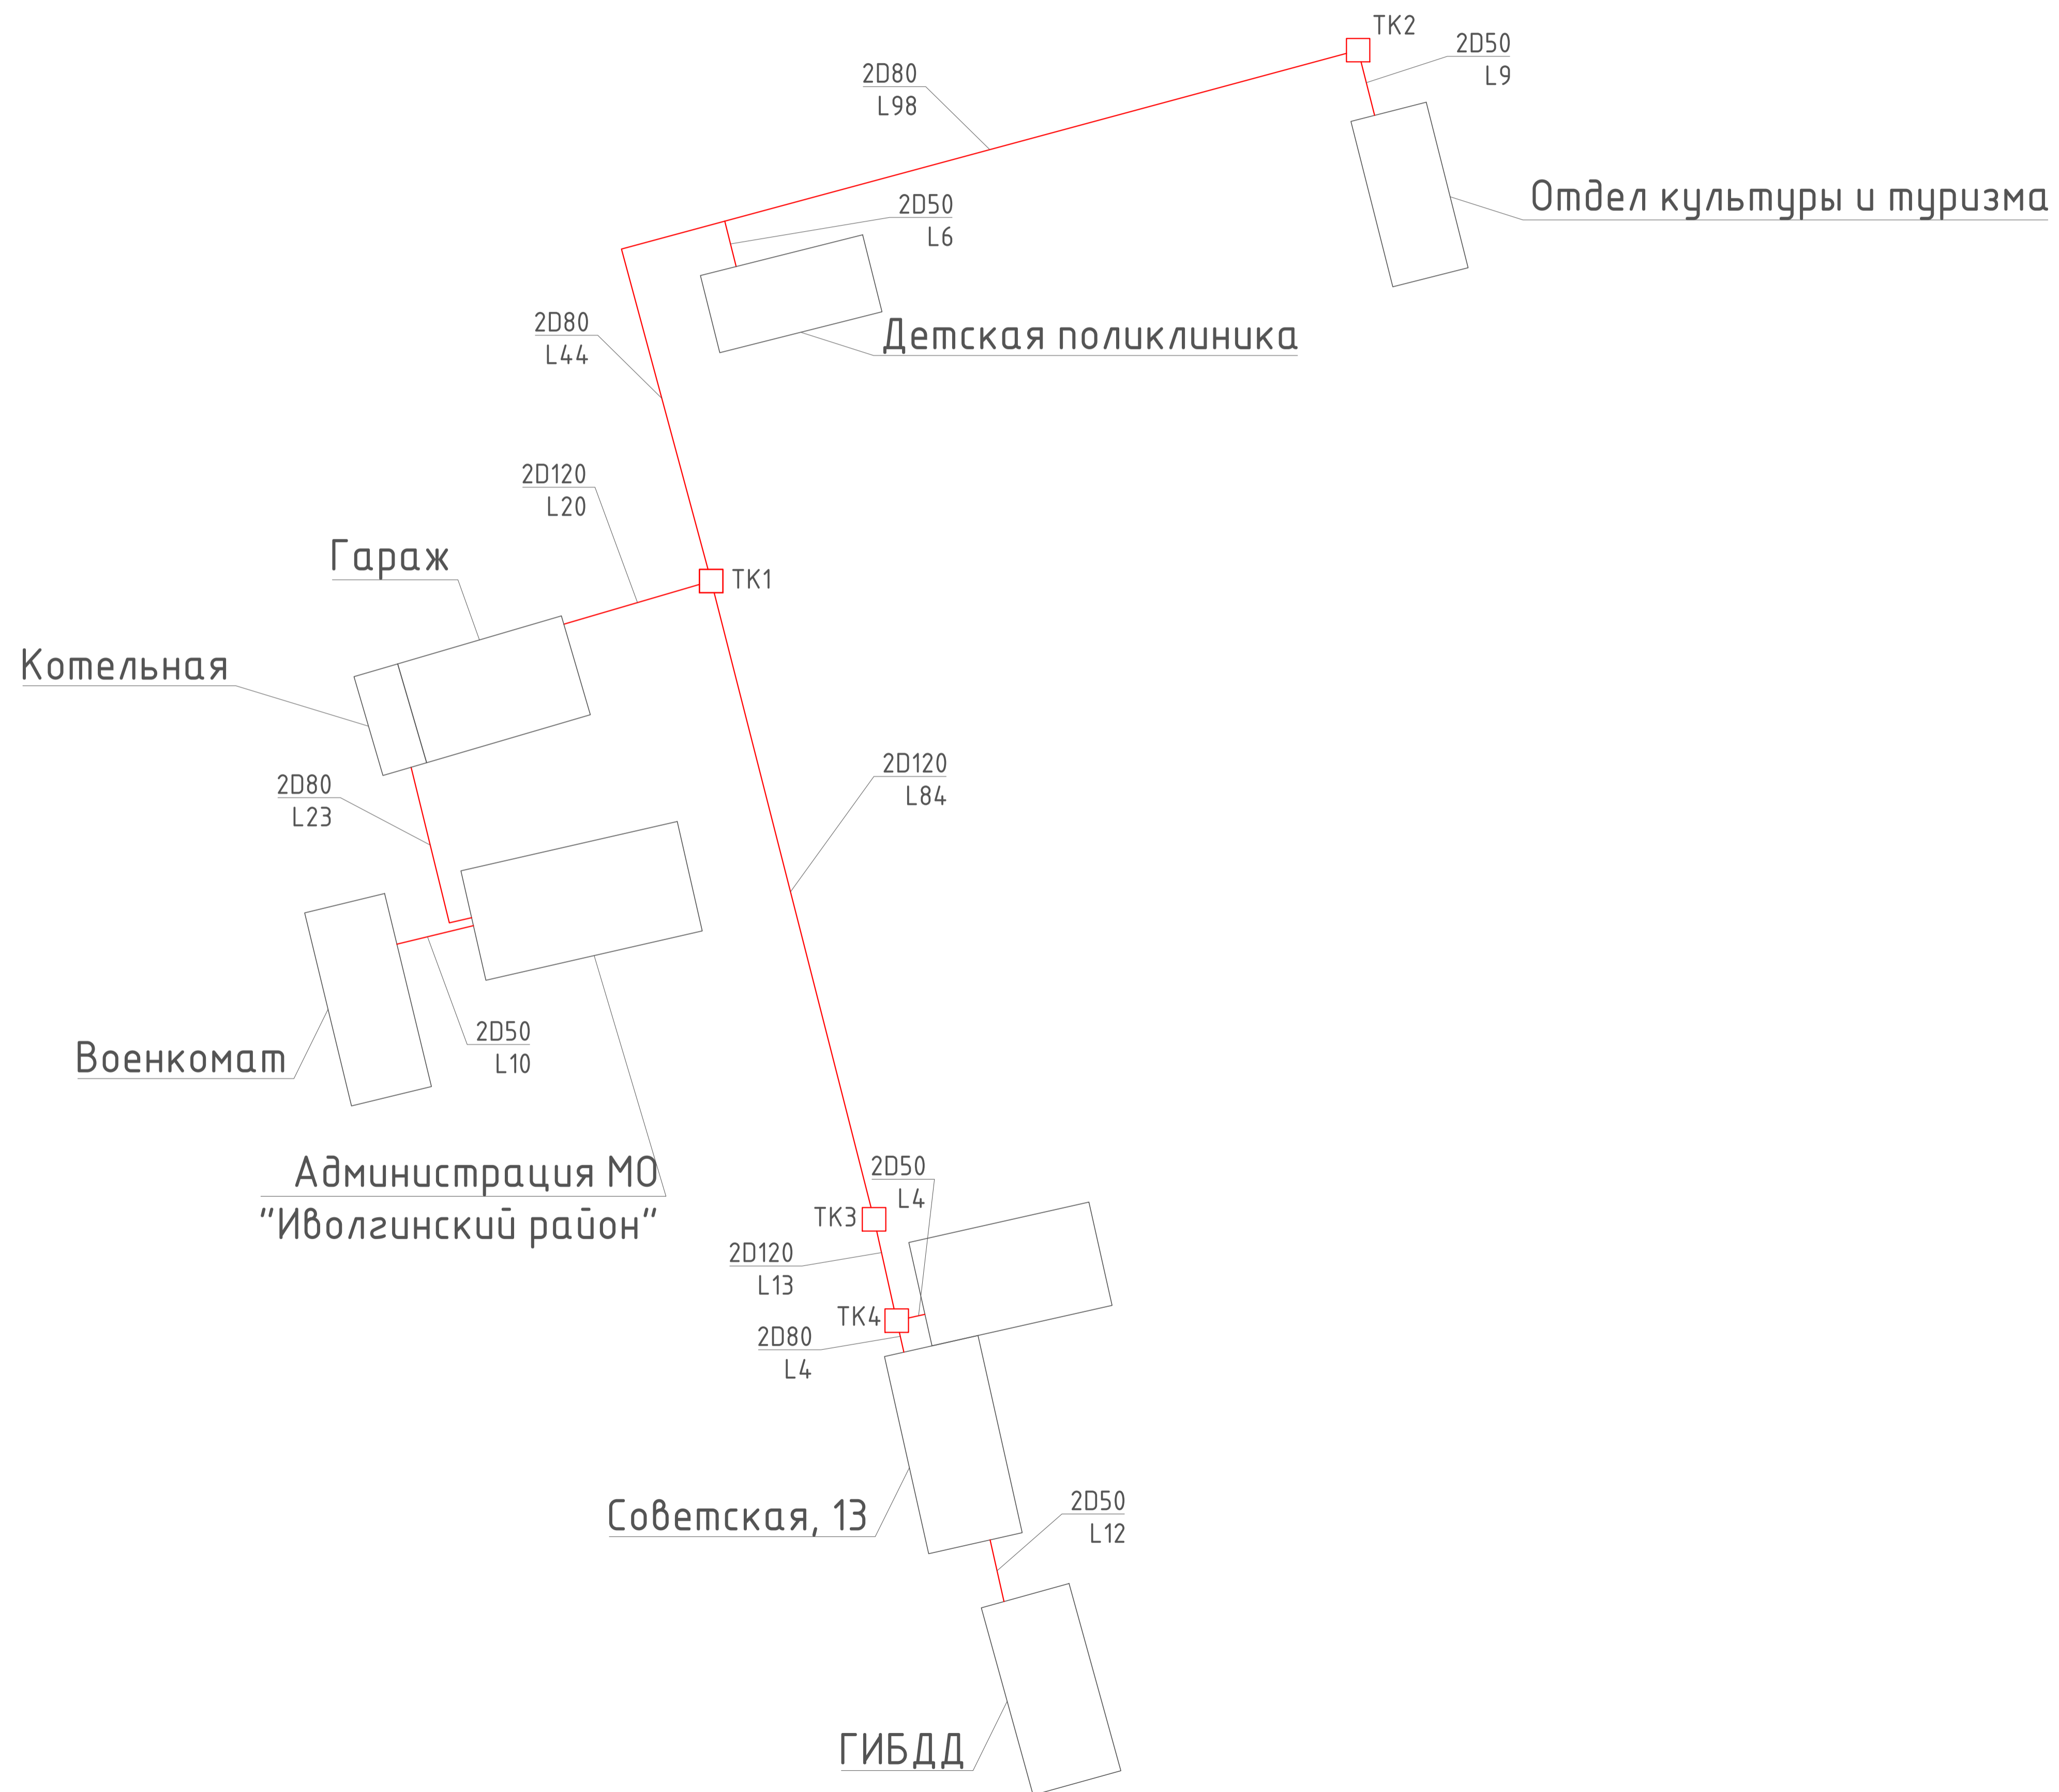 ТК2
2D50
L9
2D80
L98
Отдел культуры и туризма
2D50
L6
Детская поликлиника
2D80
L44
2D120
L20
Гараж
ТК1
Котельная
2D120
L84
2D80
L23
2D50
L10
Военкомат
Администрация МО
"Иволгинский район"
2D50
L4
ТК3
2D120
L13
ТК4
2D80
L4
Советская, 13
2D50
L12
ГИБДД